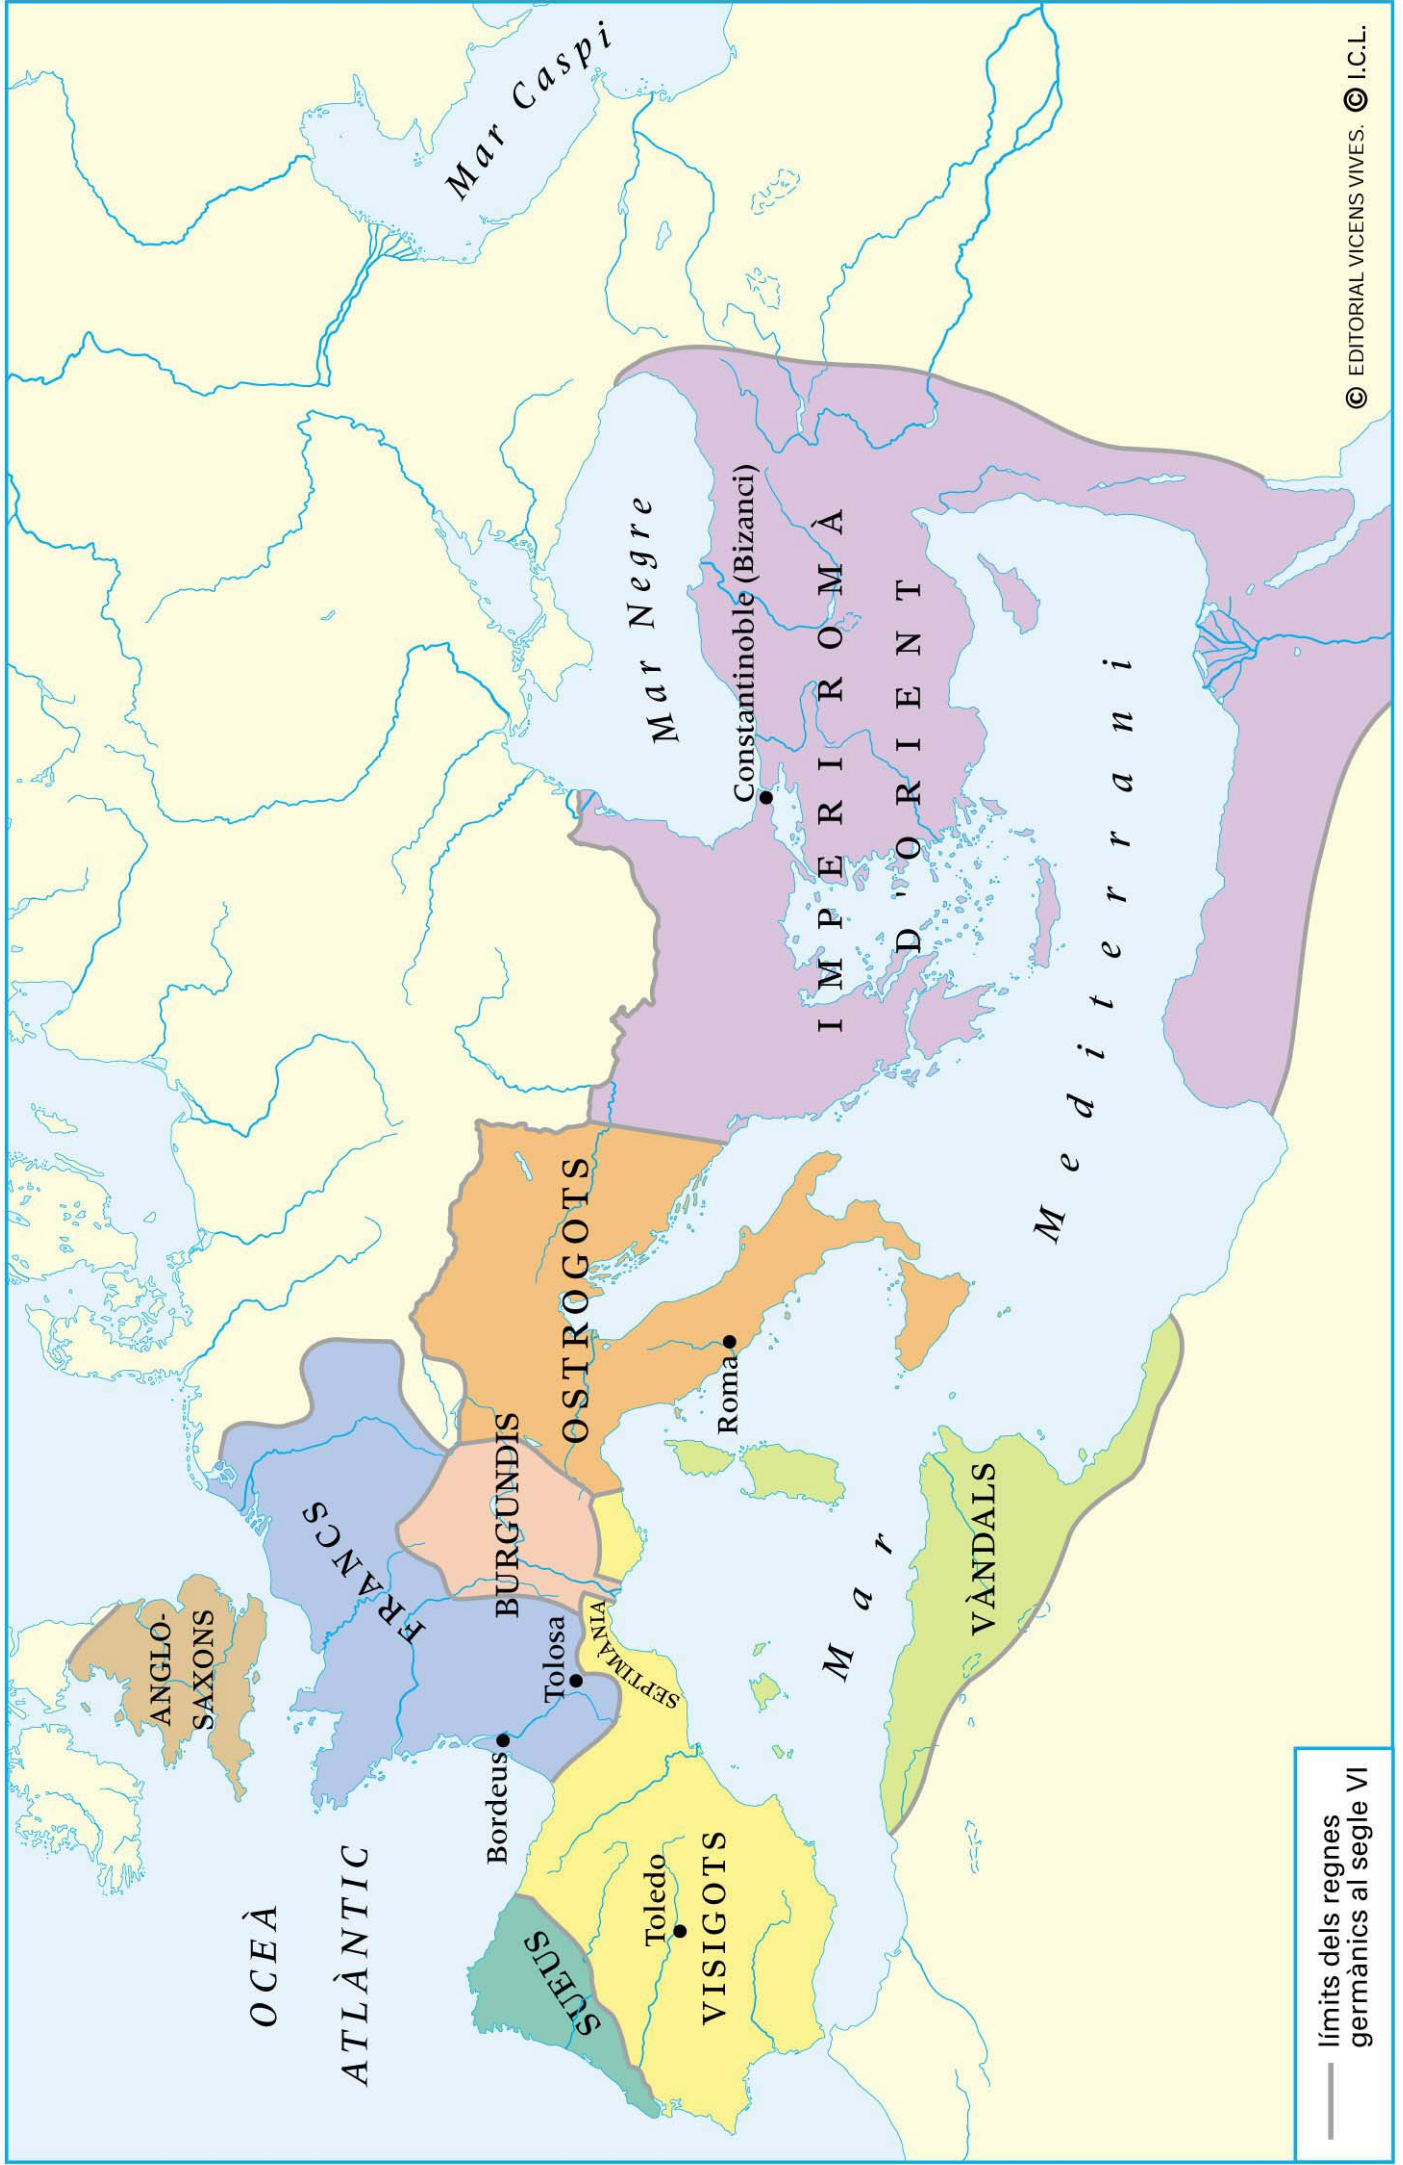 OCEÀ
ATLÀNTIC
ANGLO-
SAXONS
FRANCS
Bordeus
Tolosa
BURGUNDIS
SEPTIMÀNIA
SUEUS
Toledo
VISIGOTS
OSTROGOTS
Roma
VÀNDALS
Mar Mediterrani
Mar Negre
Mar Caspi
Constantinoble (Bizanci)
IMPERI ROMÀ
D'ORIENT
límits dels regnes
germànics al segle VI
© EDITORIAL VICENS VIVES. © I.C.L.